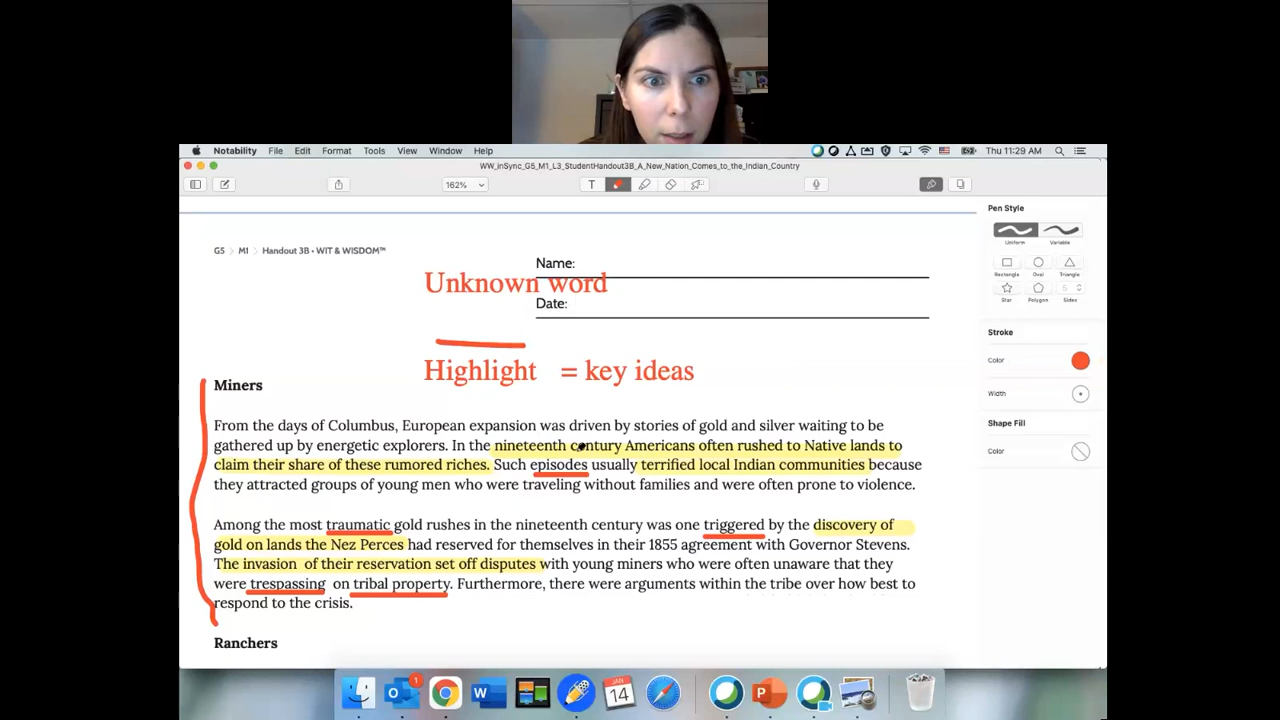 Notability File Edit Format Tools View Window Help Thu 11:29 AM
WW_inSync_G5_M1_L3_StudentHandout3B_A_New_Nation_Comes_to_the_Indian_Country
162% T
Pen Style
Uniform Variable
Rectangle Oval Triangle
5
Star Polygon Sides
Stroke
Color
Width
Shape Fill
Color
G5 > M1 > Handout 3B • WIT & WISDOM™
Name:
Unknown word
Date:
Highlight = key ideas
Miners
From the days of Columbus, European expansion was driven by stories of gold and silver waiting to be
gathered up by energetic explorers. In the nineteenth century Americans often rushed to Native lands to
claim their share of these rumored riches. Such episodes usually terrified local Indian communities because
they attracted groups of young men who were traveling without families and were often prone to violence.
Among the most traumatic gold rushes in the nineteenth century was one triggered by the discovery of
gold on lands the Nez Perces had reserved for themselves in their 1855 agreement with Governor Stevens.
The invasion of their reservation set off disputes with young miners who were often unaware that they
were trespassing on tribal property. Furthermore, there were arguments within the tribe over how best to
respond to the crisis.
Ranchers
1
W
JAN
14
P